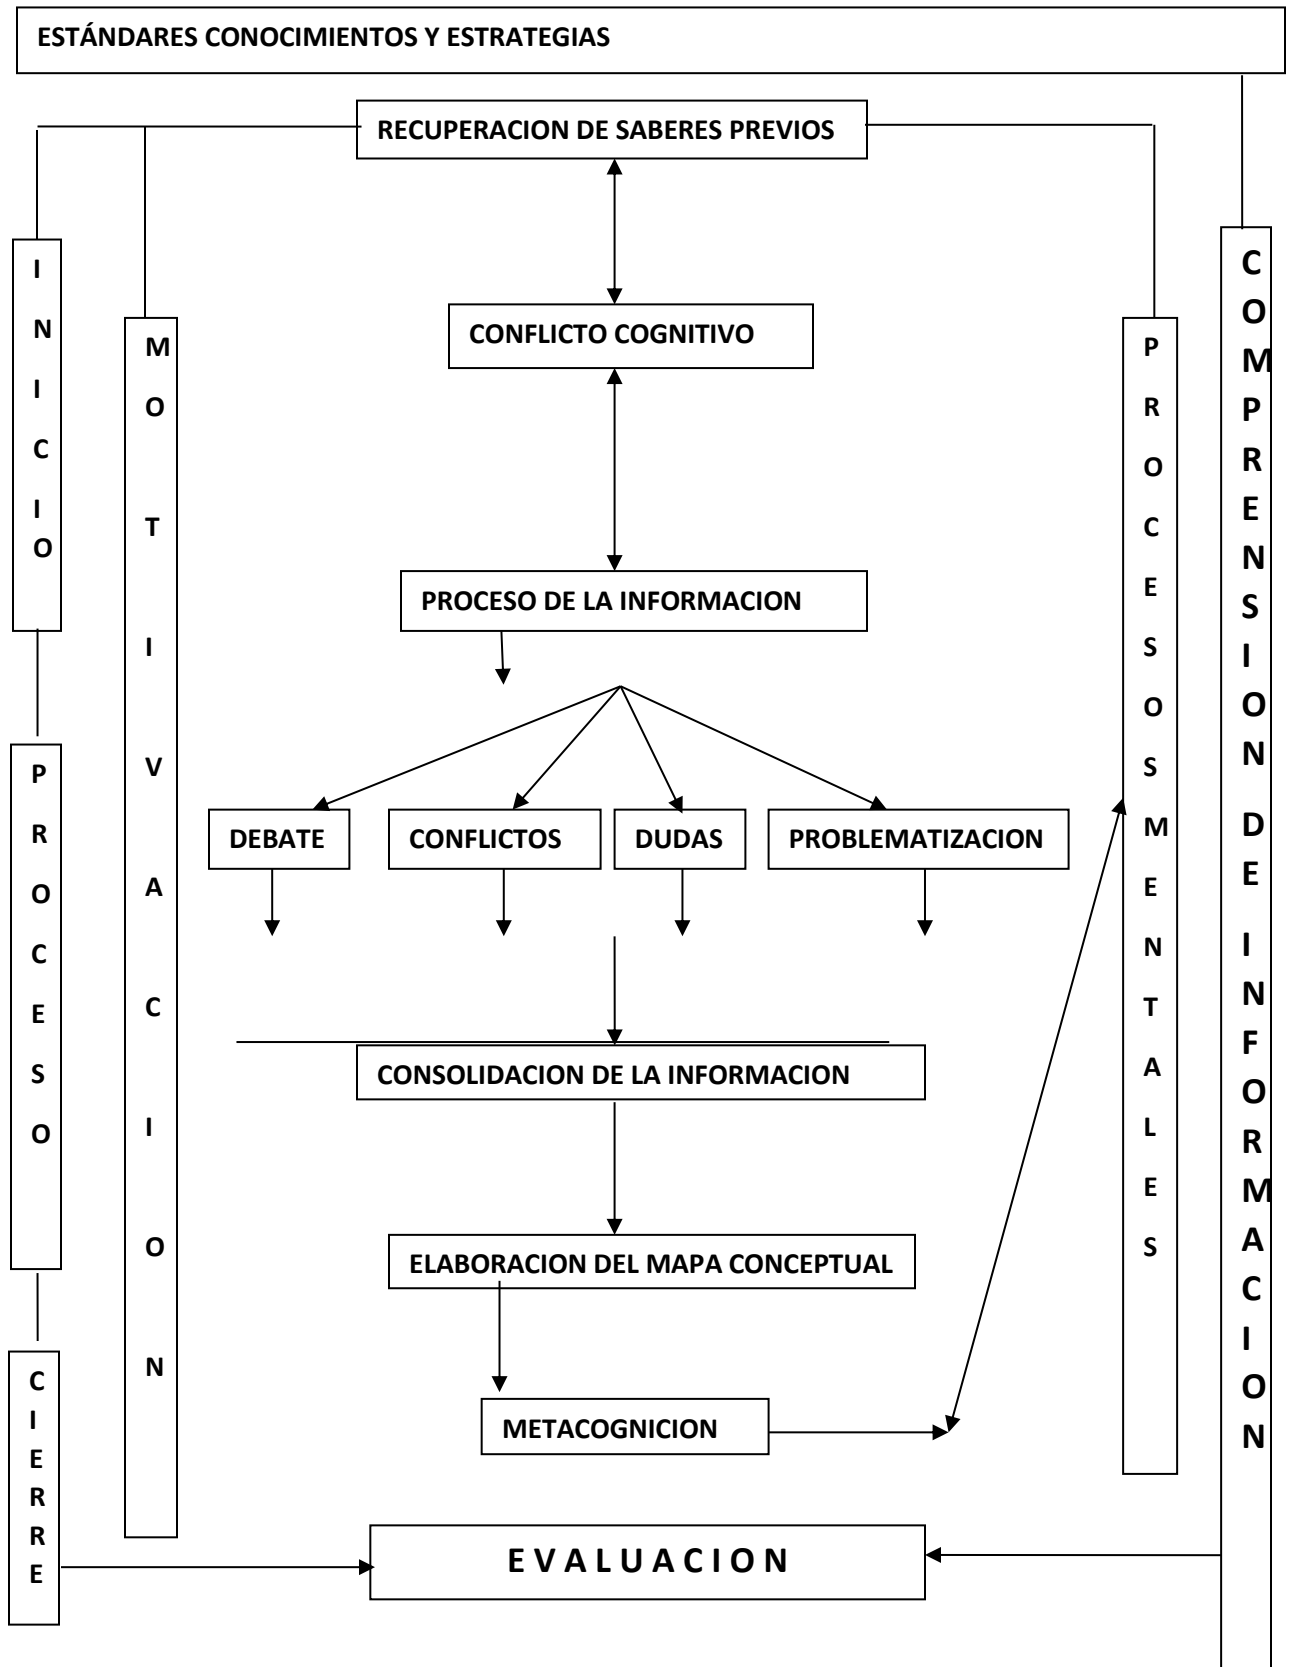 ESTÁNDARES CONOCIMIENTOS Y ESTRATEGIAS
RECUPERACION DE SABERES PREVIOS
INICIO
MOTIVACION
CONFLICTO COGNITIVO
PROCESOS MENTALES
COMPRENSION DE INFORMACION
PROCESO DE LA INFORMACION
PROCESO
DEBATE
CONFLICTOS
DUDAS
PROBLEMATIZACION
CONSOLIDACION DE LA INFORMACION
ELABORACION DEL MAPA CONCEPTUAL
CIERRE
METACOGNICION
E V A L U A C I O N